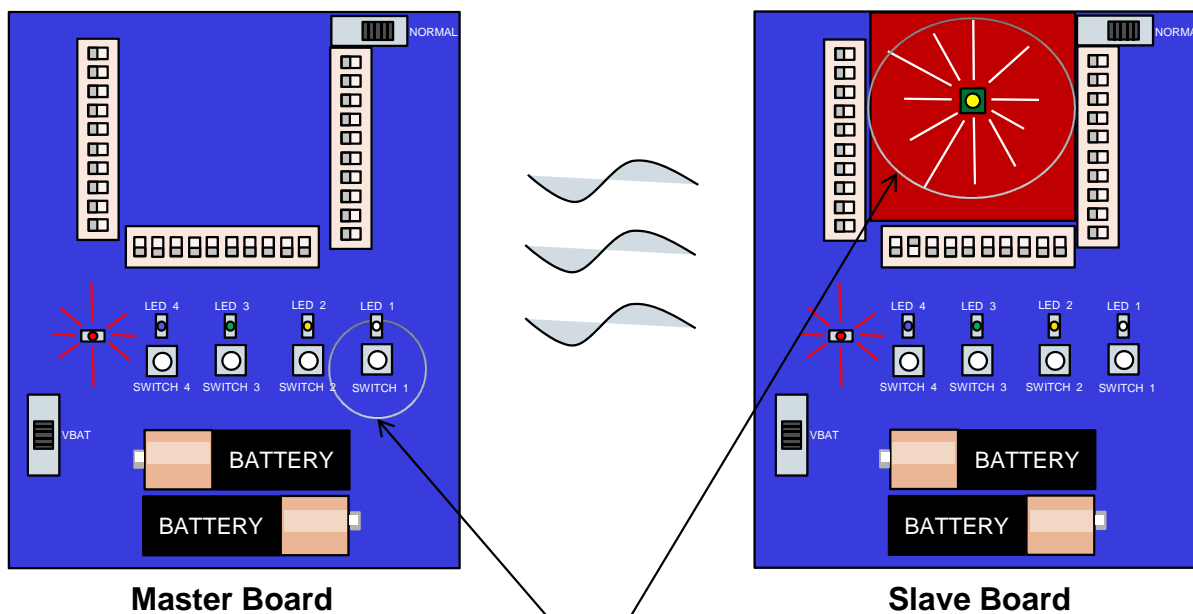 NORMAL
NORMAL
LED 4 LED 3 LED 2 LED 1
SWITCH 4 SWITCH 3 SWITCH 2 SWITCH 1
VBAT
BATTERY
BATTERY
Master Board
LED 4 LED 3 LED 2 LED 1
SWITCH 4 SWITCH 3 SWITCH 2 SWITCH 1
VBAT
BATTERY
BATTERY
Slave Board